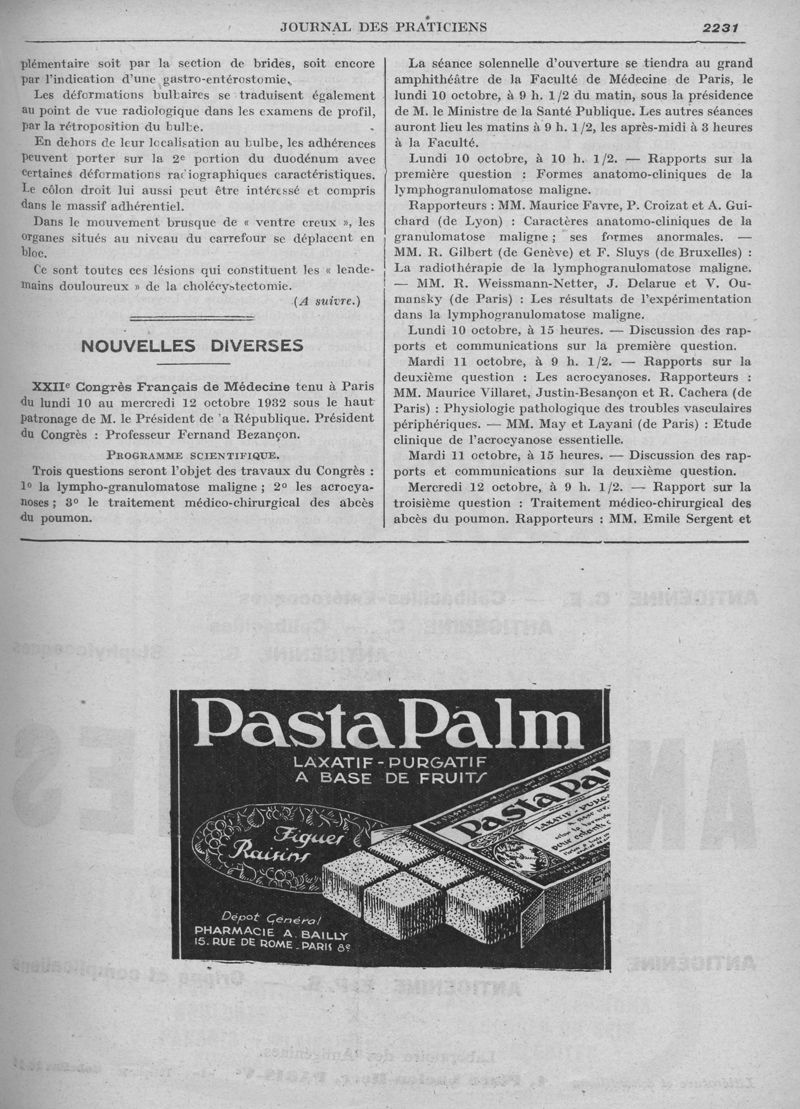 JOURNAL DES PRATICIENS 2231
plémentaire soit par la section de brides, soit encore
par l'indication d'une gastro-entérostomie.
Les déformations bulbaires se traduisent également
au point de vue radiologique dans les examens de profil,
par la rétroposition du bulbe.
En dehors de leur localisation au bulbe, les adhérences
peuvent porter sur la 2e portion du duodénum avec
certaines déformations radiographiques caractéristiques.
Le côlon droit lui aussi peut être intéressé et compris
dans le massif adhérentiel.
Dans le mouvement brusque de « ventre creux », les
organes situés au niveau du carrefour se déplacent en
bloc.
Ce sont toutes ces lésions qui constituent les « lende-
mains douloureux » de la cholécystectomie.
(A suivre.)
NOUVELLES DIVERSES
XXIIe Congrès Français de Médecine tenu à Paris
du lundi 10 au mercredi 12 octobre 1932 sous le haut
patronage de M. le Président de 'a République. Président
du Congrès : Professeur Fernand Bezançon.
PROGRAMME SCIENTIFIQUE.
Trois questions seront l'objet des travaux du Congrès :
1o la lympho-granulomatose maligne ; 2o les acrocya-
noses ; 3o le traitement médico-chirurgical des abcès
du poumon.
La séance solennelle d'ouverture se tiendra au grand
amphithéâtre de la Faculté de Médecine de Paris, le
lundi 10 octobre, à 9 h. 1/2 du matin, sous la présidence
de M. le Ministre de la Santé Publique. Les autres séances
auront lieu les matins à 9 h. 1/2, les après-midi à 3 heures
à la Faculté.
Lundi 10 octobre, à 10 h. 1/2. — Rapports sur la
première question : Formes anatomo-cliniques de la
lymphogranulomatose maligne.
Rapporteurs : MM. Maurice Favre, P. Croizat et A. Gui-
chard (de Lyon) : Caractères anatomo-cliniques de la
granulomatose maligne ; ses formes anormales. —
MM. R. Gilbert (de Genève) et F. Sluys (de Bruxelles) :
La radiothérapie de la lymphogranulomatose maligne.
— MM. R. Weissmann-Netter, J. Delarue et V. Ou-
mansky (de Paris) : Les résultats de l'expérimentation
dans la lymphogranulomatose maligne.
Lundi 10 octobre, à 15 heures. — Discussion des rap-
ports et communications sur la première question.
Mardi 11 octobre, à 9 h. 1/2. — Rapports sur la
deuxième question : Les acrocyanoses. Rapporteurs :
MM. Maurice Villaret, Justin-Besançon et R. Cachera (de
Paris) : Physiologie pathologique des troubles vasculaires
périphériques. — MM. May et Layani (de Paris) : Etude
clinique de l'acrocyanose essentielle.
Mardi 11 octobre, à 15 heures. — Discussion des rap-
ports et communications sur la deuxième question.
Mercredi 12 octobre, à 9 h. 1/2. — Rapport sur la
troisième question : Traitement médico-chirurgical des
abcès du poumon. Rapporteurs : MM. Emile Sergent et
PastaPalm
LAXATIF - PURGATIF
A BASE DE FRUITS
Figues
Raisins
PastaPal
LAXATIF-PURG
selon la formule
pour enfants
Dépot Général
PHARMACIE A. BAILLY
15. RUE DE ROME _ PARIS 8e